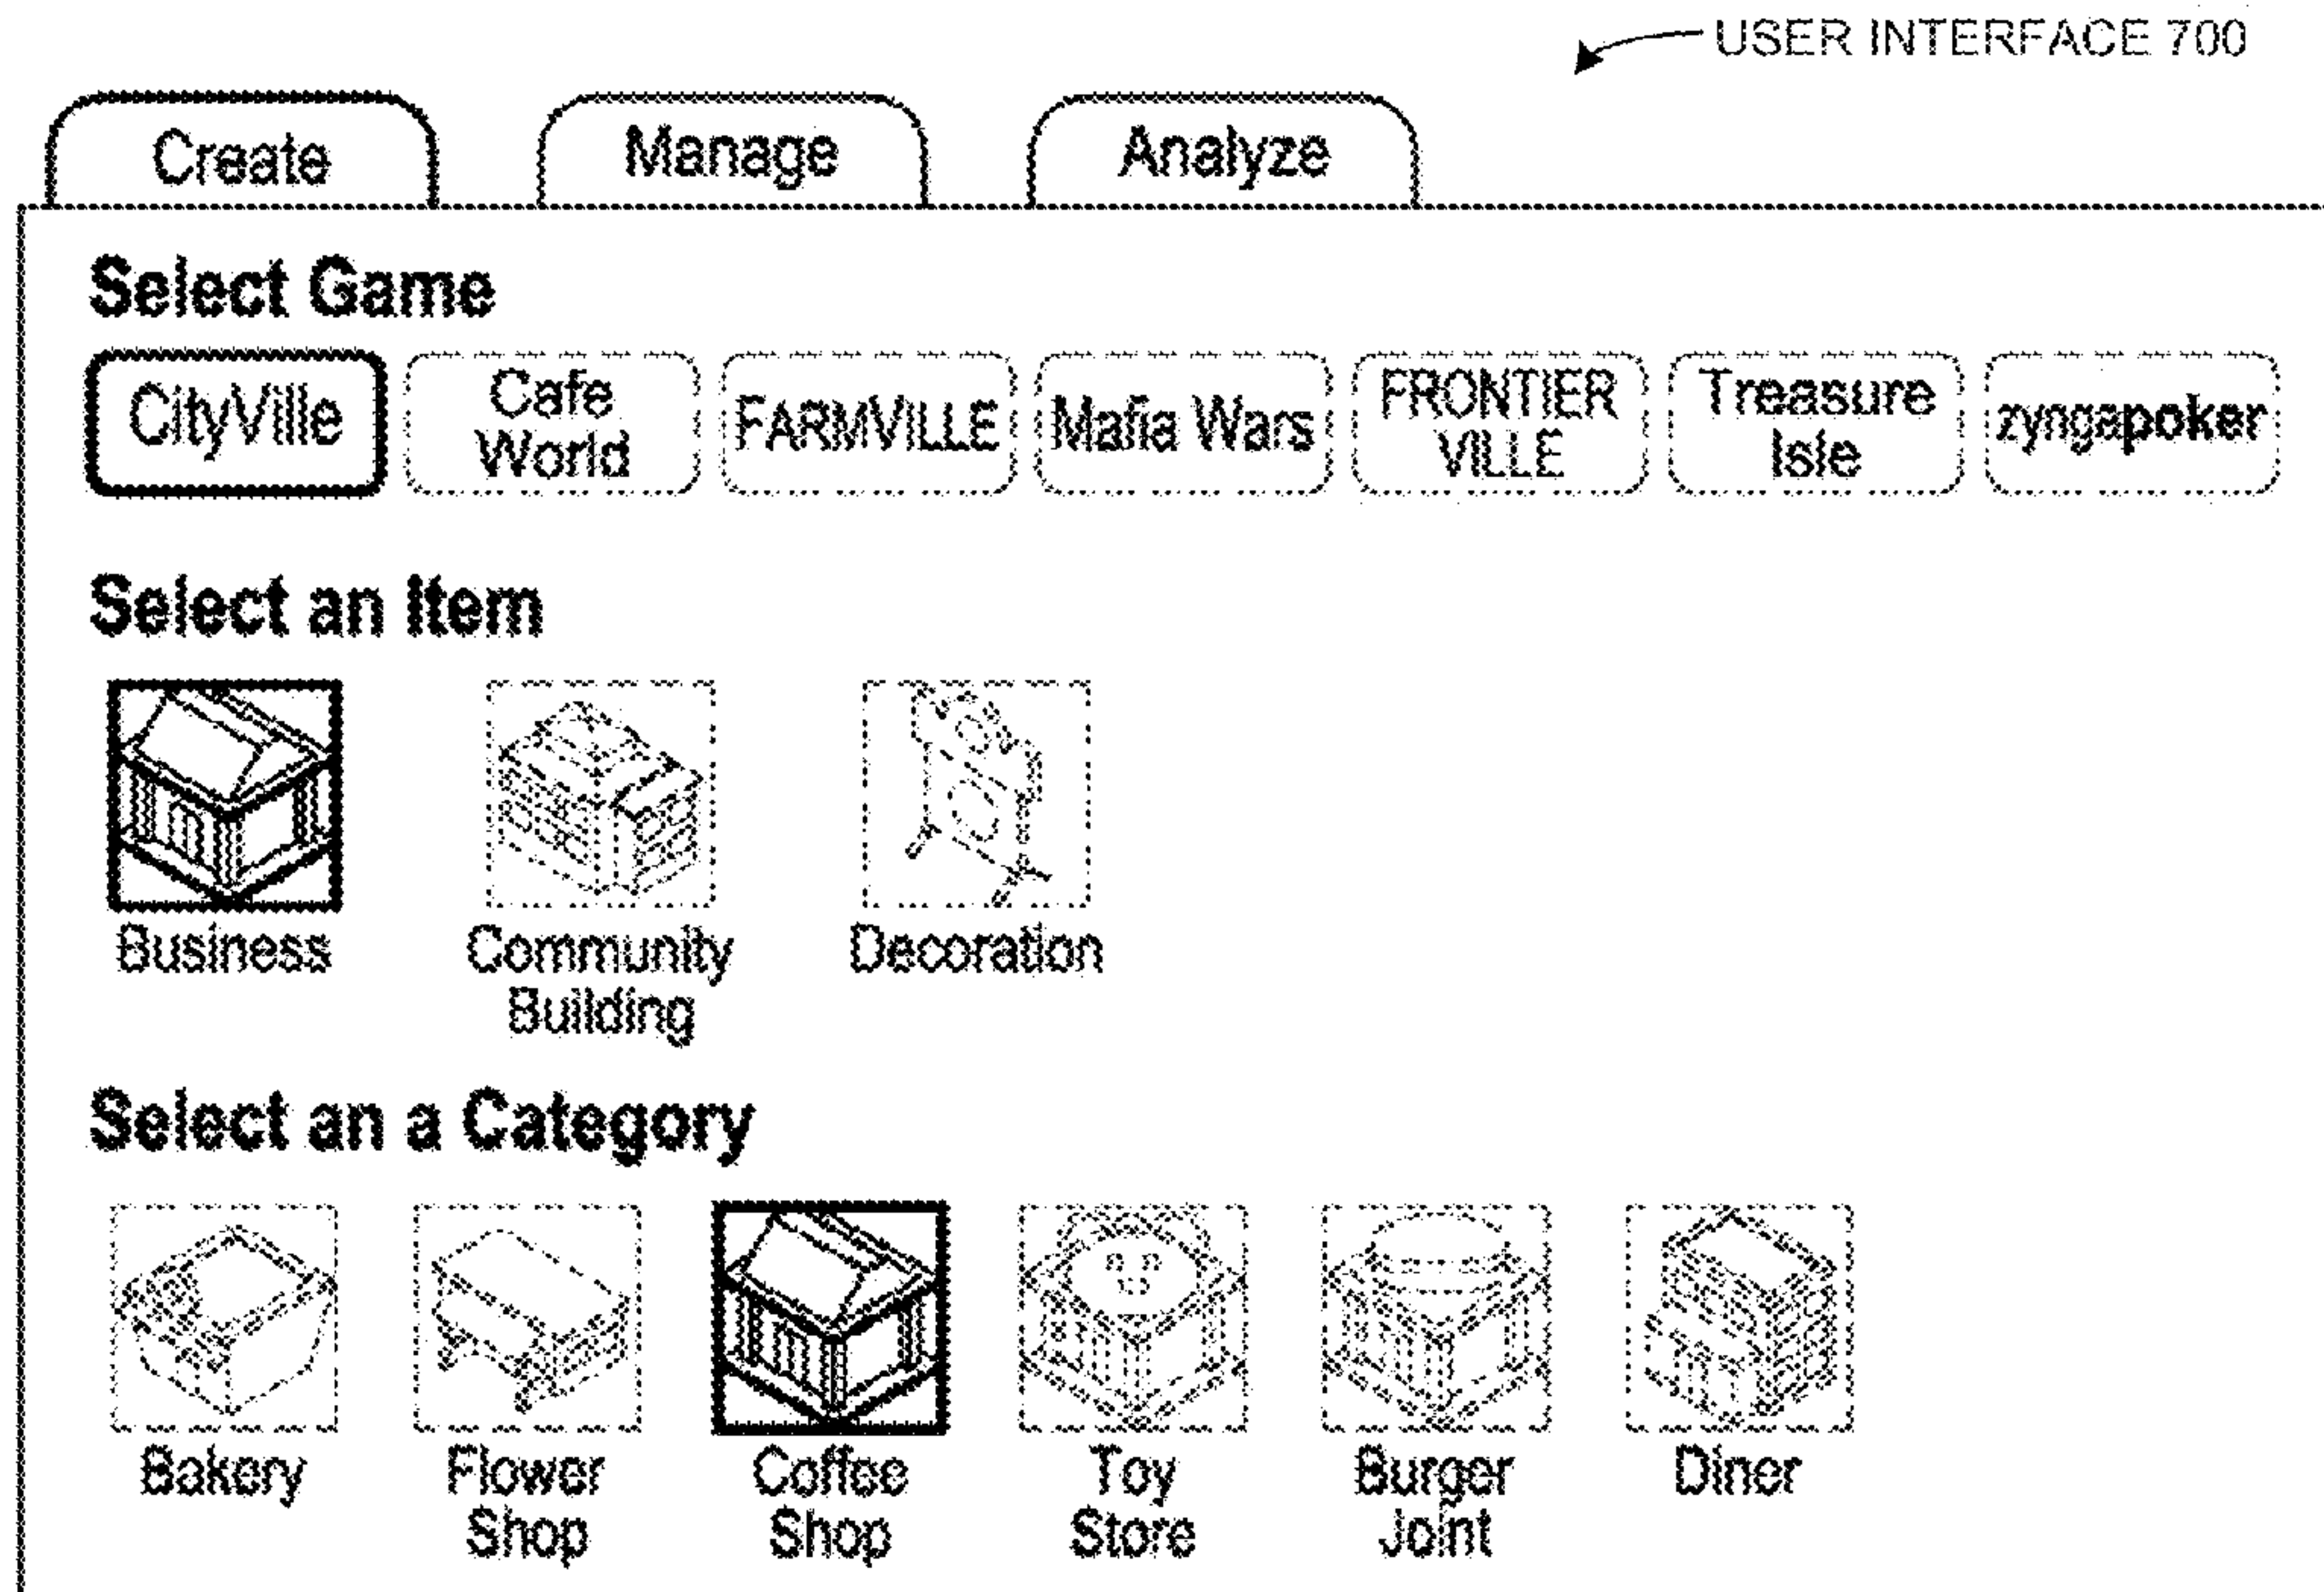 USER INTERFACE 700
Create
Manage
Analyze
Select Game
CityVille
Cafe
World
FARMVILLE
Mafia Wars
FRONTIER
VILLE
Treasure
Isle
zyngapoker
Select an Item
Business
Community
Building
Decoration
Select an a Category
Bakery
Flower
Shop
Coffee
Shop
Toy
Store
Burger
Joint
Diner